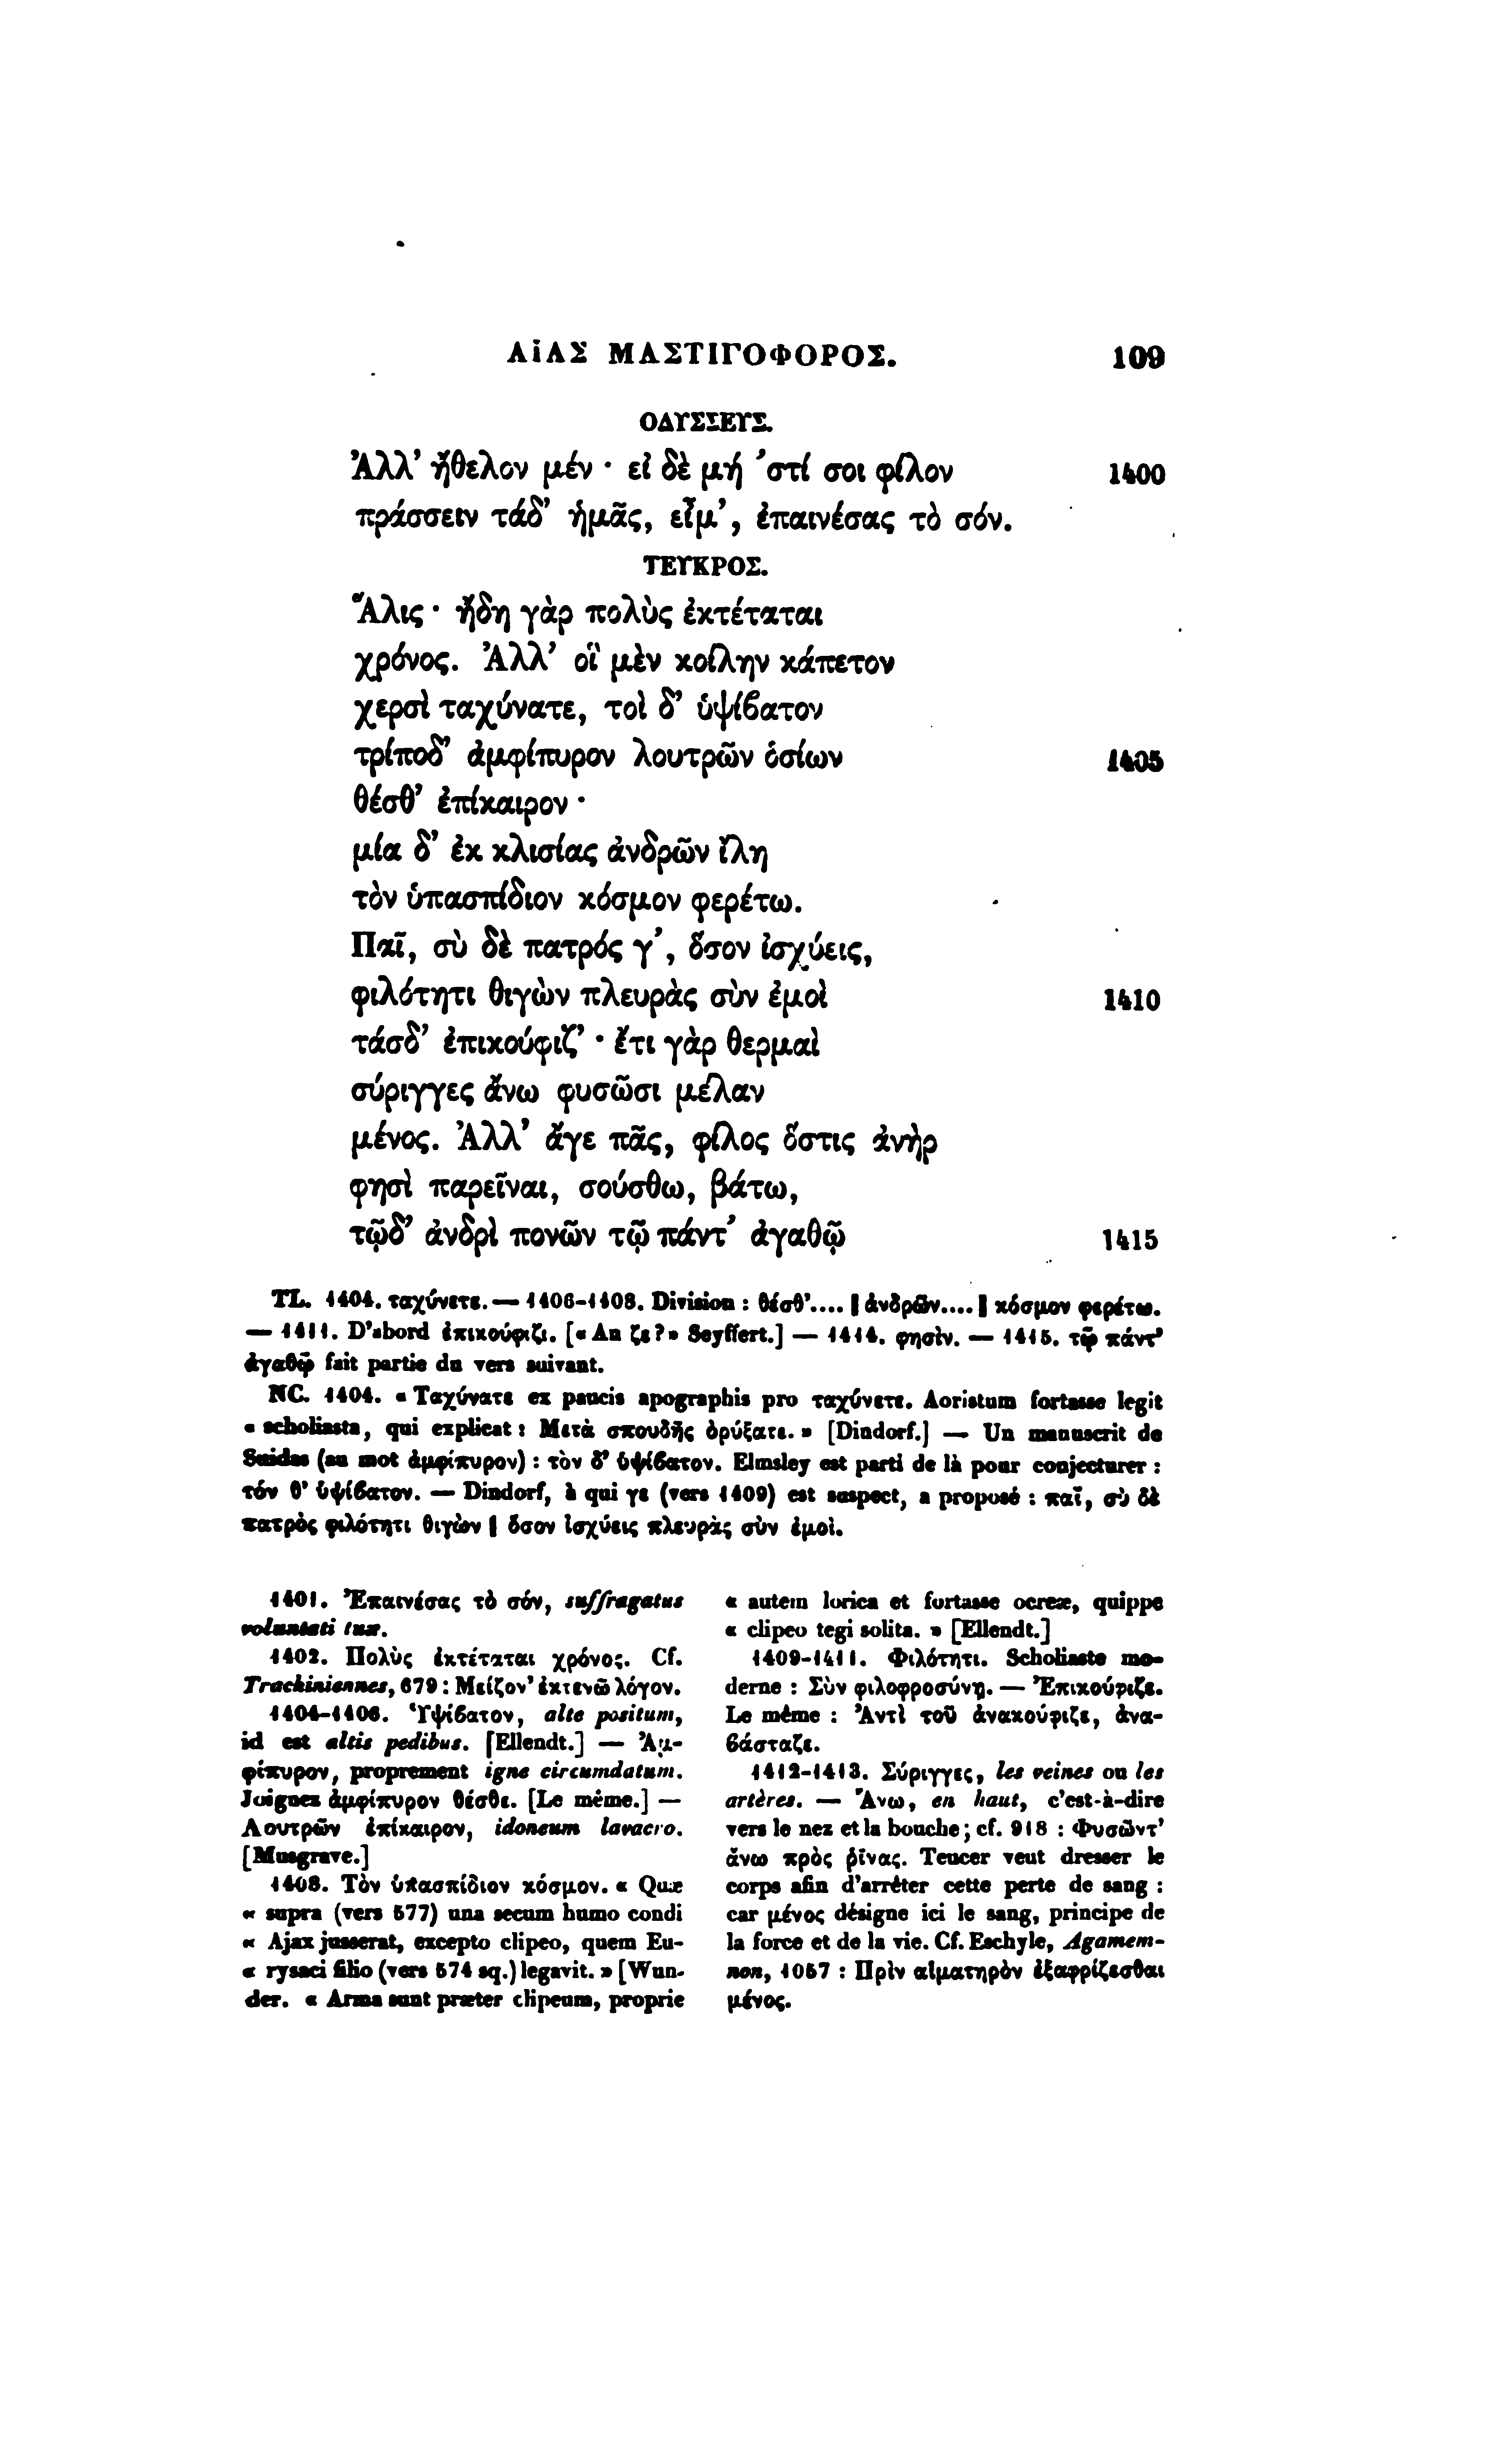 ΑΪΑΣ ΜΑΣΤΙΓΟΦΟΡΟΣ. 109
ΟΔΥΣΣΕΥΣ.
Ἀλλ' ἤθελον μέν · εἰ δὲ μή 'στί σοι φίλον 1400
πράσσειν τάδ' ἡμᾶς, εἶμ', ἐπαινέσας τὸ σόν.
ΤΕΥΚΡΟΣ.
Ἅλις · ἤδη γὰρ πολὺς ἐκτέταται
χρόνος. Ἀλλ' οἳ μὲν κοίλην κάπετον
χερσὶ ταχύνατε, τοὶ δ' ὑψίϐατον
τρίποδ' ἀμφίπυρον λουτρῶν ὁσίων 1405
θέσθ' ἐπίκαιρον ·
μία δ' ἐκ κλισίας ἀνδρῶν ἴλη
τὸν ὑπασπίδιον κόσμον φερέτω.
Παῖ, σὺ δὲ πατρός γ', ὅσον ἰσχύεις,
φιλότητι θιγὼν πλευρὰς σὺν ἐμοὶ 1410
τάσδ' ἐπικούφιζ' · ἔτι γὰρ θερμαὶ
σύριγγες ἄνω φυσῶσι μέλαν
μένος. Ἀλλ' ἄγε πᾶς, φίλος ὅστις ἀνὴρ
φησὶ παρεῖναι, σούσθω, βάτω,
τῷδ' ἀνδρὶ πονῶν τῷ πάντ' ἀγαθῷ 1415
TL. 1404. ταχύνετε. — 1406-1408. Division : θέσθ'.... | ἀνδρῶν.... | κόσμον φερέτω.
— 1411. D'abord ἐπικούφιζι. [« An ζε? » Seyffert.] — 1414. φησὶν. — 1415. τῷ πάντ'
ἀγαθῷ fait partie du vers suivant.
NC. 1404. « Ταχύνατε ex paucis apographis pro ταχύνετε. Aoristum fortasse legit
« scholiasta, qui explicat : Μετὰ σπουδῆς ὀρύξατε. » [Dindorf.] — Un manuscrit de
Suidas (au mot ἀμφίπυρον) : τὸν δ' ὑψίϐατον. Elmsley est parti de là pour conjecturer :
τόν θ' ὑψίϐατον. — Dindorf, à qui γε (vers 1409) est suspect, a proposé : παῖ, σὺ δὲ
πατρὸς φιλότητι θιγὼν | ὅσον ἰσχύεις πλευρὰς σὺν ἐμοί.
1401. Ἐπαινέσας τὸ σόν, suffragatus
voluntati tuæ.
1402. Πολὺς ἐκτέταται χρόνος. Cf.
Trachiniennes, 679 : Μείζον' ἐκτενῶ λόγον.
1404-1406. Ὑψίϐατον, alte positum,
id est altis pedibus. [Ellendt.] — Ἀμ-
φίπυρον, proprement igne circumdatum.
Joignez ἀμφίπυρον θέσθε. [Le même.] —
Λουτρῶν ἐπίκαιρον, idoneum lavacro.
[Musgrave.]
1408. Τὸν ὑπασπίδιον κόσμον. « Quæ
« supra (vers 577) una secum humo condi
« Ajax jusserat, excepto clipeo, quem Eu-
« rysaci filio (vers 574 sq.) legavit. » [Wun-
der. « Arma sunt præter clipeum, proprie
« autem lorica et fortasse ocreæ, quippe
« clipeo tegi solita. » [Ellendt.]
1409-1411. Φιλότητι. Scholiaste mo-
derne : Σὺν φιλοφροσύνῃ. — Ἐπικούφιζε.
Le même : Ἀντὶ τοῦ ἀνακούφιζε, ἀνα-
ϐάσταζε.
1412-1413. Σύριγγες, les veines ou les
artères. — Ἄνω, en haut, c'est-à-dire
vers le nez et la bouche ; cf. 918 : Φυσῶντ'
ἄνω πρὸς ῥῖνας. Teucer veut dresser le
corps afin d'arrêter cette perte de sang :
car μένος désigne ici le sang, principe de
la force et de la vie. Cf. Eschyle, Agamem-
non, 1067 : Πρὶν αἱματηρὸν ἐξαφρίζεσθαι
μένος.